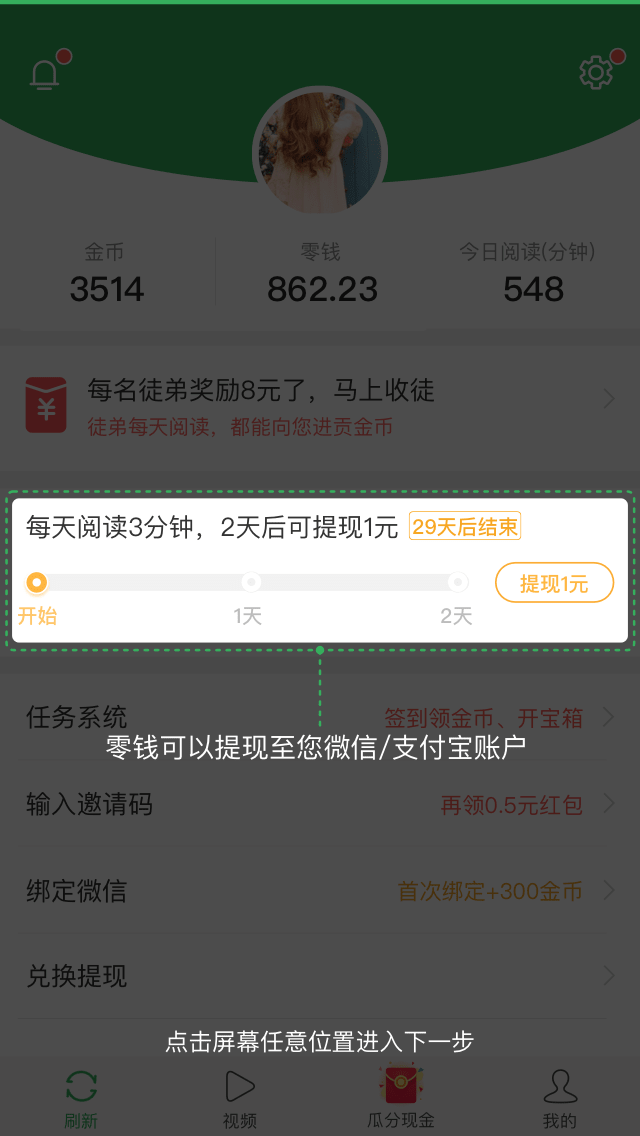 金币
零钱
今日阅读(分钟)
3514
862.23
548
每名徒弟奖励8元了，马上收徒
徒弟每天阅读，都能向您进贡金币
每天阅读3分钟，2天后可提现1元 29天后结束
提现1元
开始
1天
2天
任务系统
签到领金币、开宝箱
零钱可以提现至您微信/支付宝账户
输入邀请码
再领0.5元红包
绑定微信
首次绑定+300金币
兑换提现
点击屏幕任意位置进入下一步
刷新
视频
瓜分现金
我的